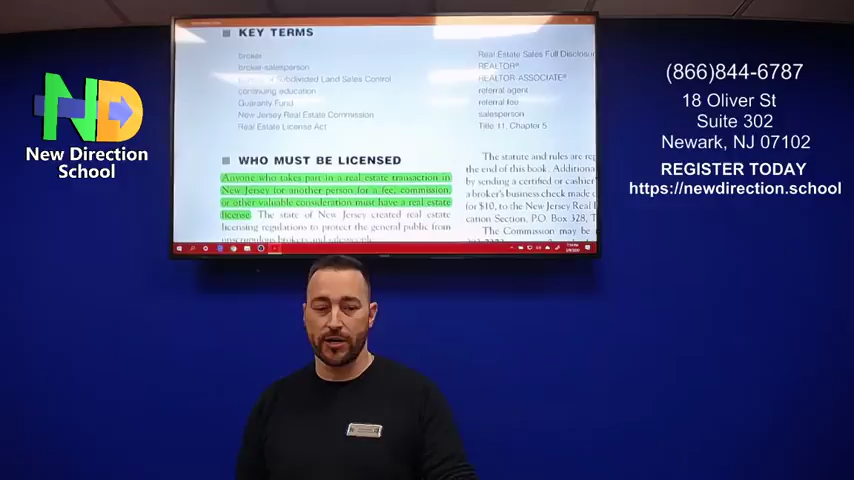 KEY TERMS
broker
broker-salesperson
Subdivided Land Sales Control
continuing education
Guaranty Fund
New Jersey Real Estate Commission
Real Estate License Act
Real Estate Sales Full Disclosur
REALTOR®
REALTOR ASSOCIATE®
referral agent
referral fee
salesperson
Title 11, Chapter 5
WHO MUST BE LICENSED
Anyone who takes part in a real estate transaction in
New Jersey for another person for a fee, commission
or other valuable consideration must have a real estate
license. The state of New Jersey created real estate
licensing regulations to protect the general public from
unscrupulous brokers and salespeople.
The statute and rules are rep
the end of this book. Additiona
by sending a certified or cashier'
a broker's business check made o
for $10, to the New Jersey Real E
cation Section, P.O. Box 328, T
The Commission may be
ND
New Direction
School
(866)844-6787
18 Oliver St
Suite 302
Newark, NJ 07102
REGISTER TODAY
https://newdirection.school